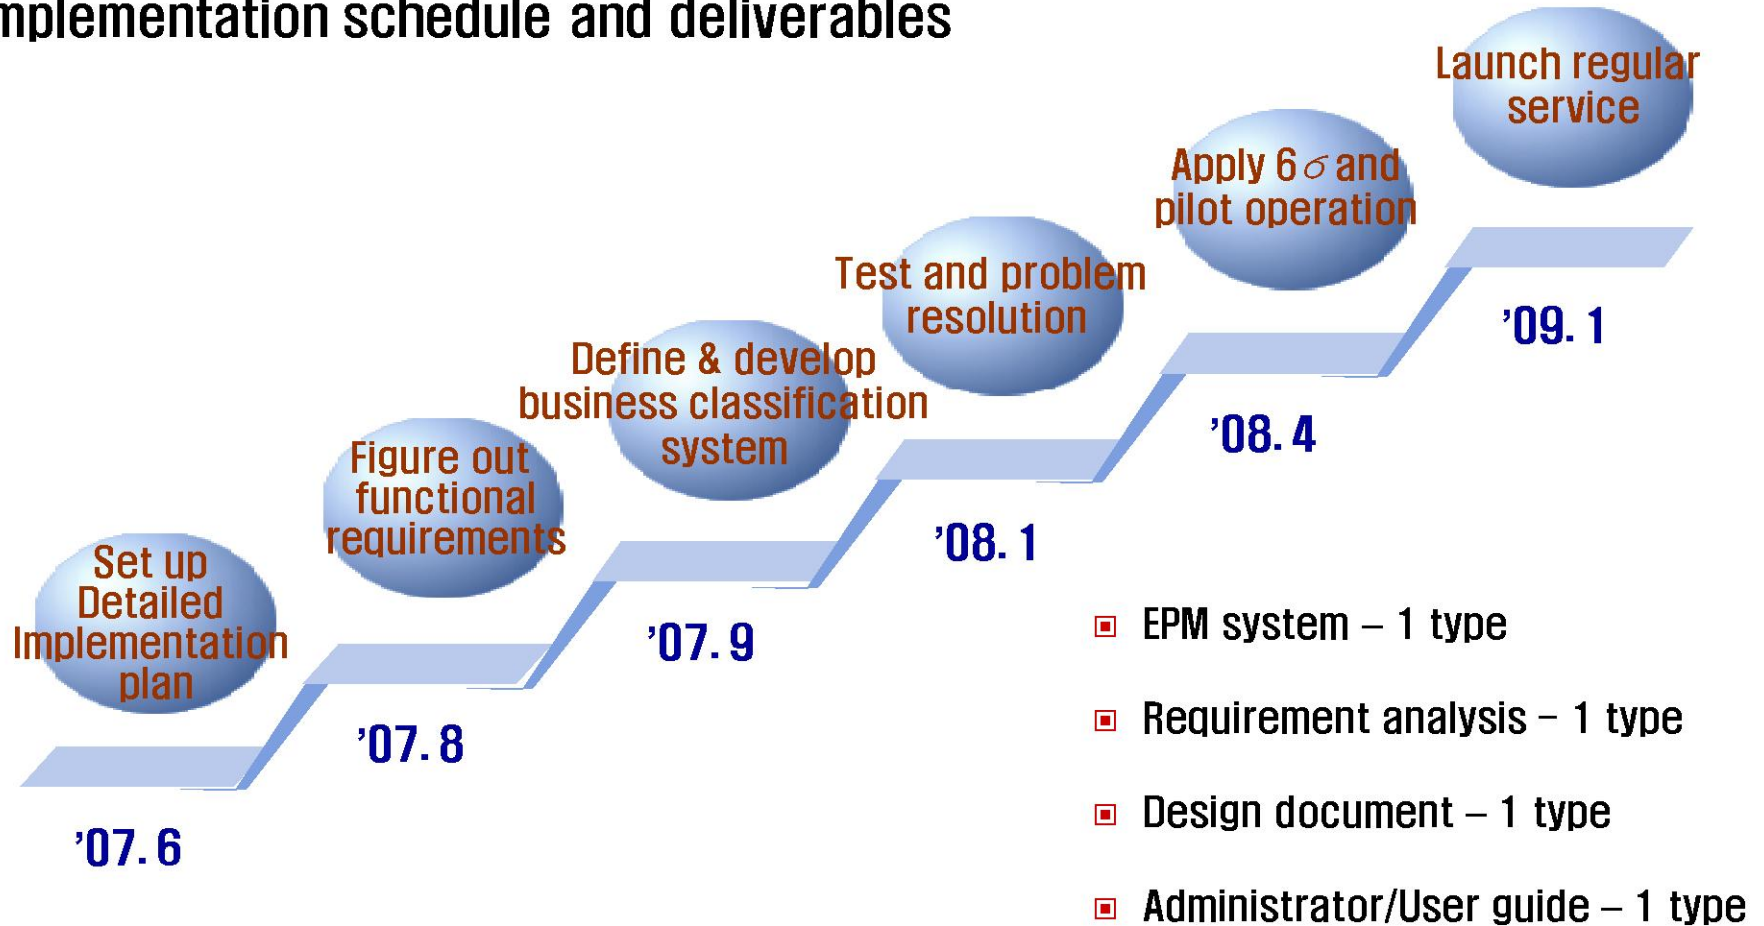 mplementation schedule and deliverables
Launch regular
service
Apply 6σ and
pilot operation
Test and problem
resolution
Define & develop
business classification
system
Figure out
functional
requirements
Set up
Detailed
Implementation
plan
'09. 1
'08. 4
'08. 1
'07. 9
'07. 8
'07. 6
EPM system – 1 type
Requirement analysis – 1 type
Design document – 1 type
Administrator/User guide – 1 type